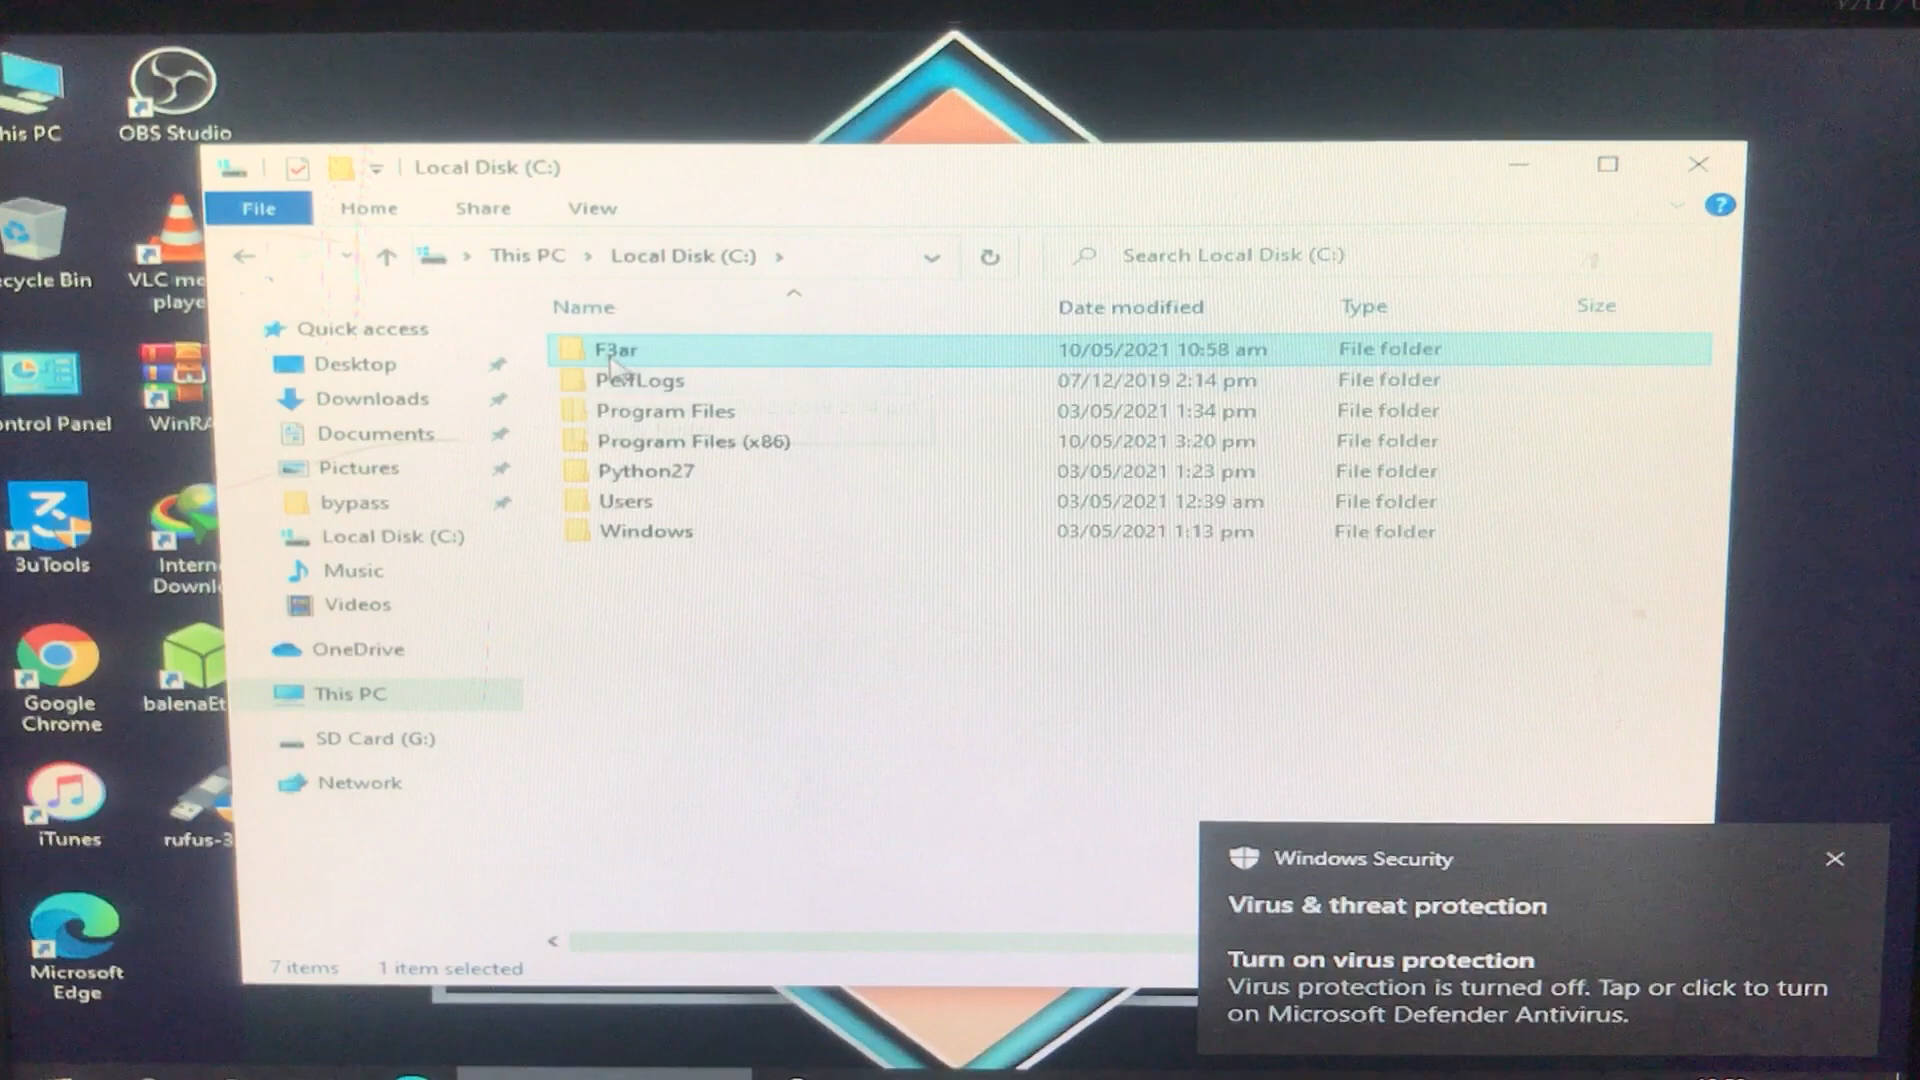 his PC
OBS Studio
ecycle Bin
VLC me
playe
ontrol Panel
WinRA
3uTools
Intern
Downl
Google
Chrome
balenaEt
iTunes
rufus-3
Microsoft
Edge
Local Disk (C:)
File
Home
Share
View
?
This PC
Local Disk (C:)
Search Local Disk (C:)
Name
Date modified
Type
Size
Quick access
Desktop
Downloads
Documents
Pictures
bypass
Local Disk (C:)
Music
Videos
OneDrive
This PC
SD Card (G:)
Network
F3ar 10/05/2021 10:58 am File folder
PerfLogs 07/12/2019 2:14 pm File folder
Program Files 03/05/2021 1:34 pm File folder
Program Files (x86) 10/05/2021 3:20 pm File folder
Python27 03/05/2021 1:23 pm File folder
Users 03/05/2021 12:39 am File folder
Windows 03/05/2021 1:13 pm File folder
7 items 1 item selected
Windows Security
Virus & threat protection
Turn on virus protection
Virus protection is turned off. Tap or click to turn
on Microsoft Defender Antivirus.